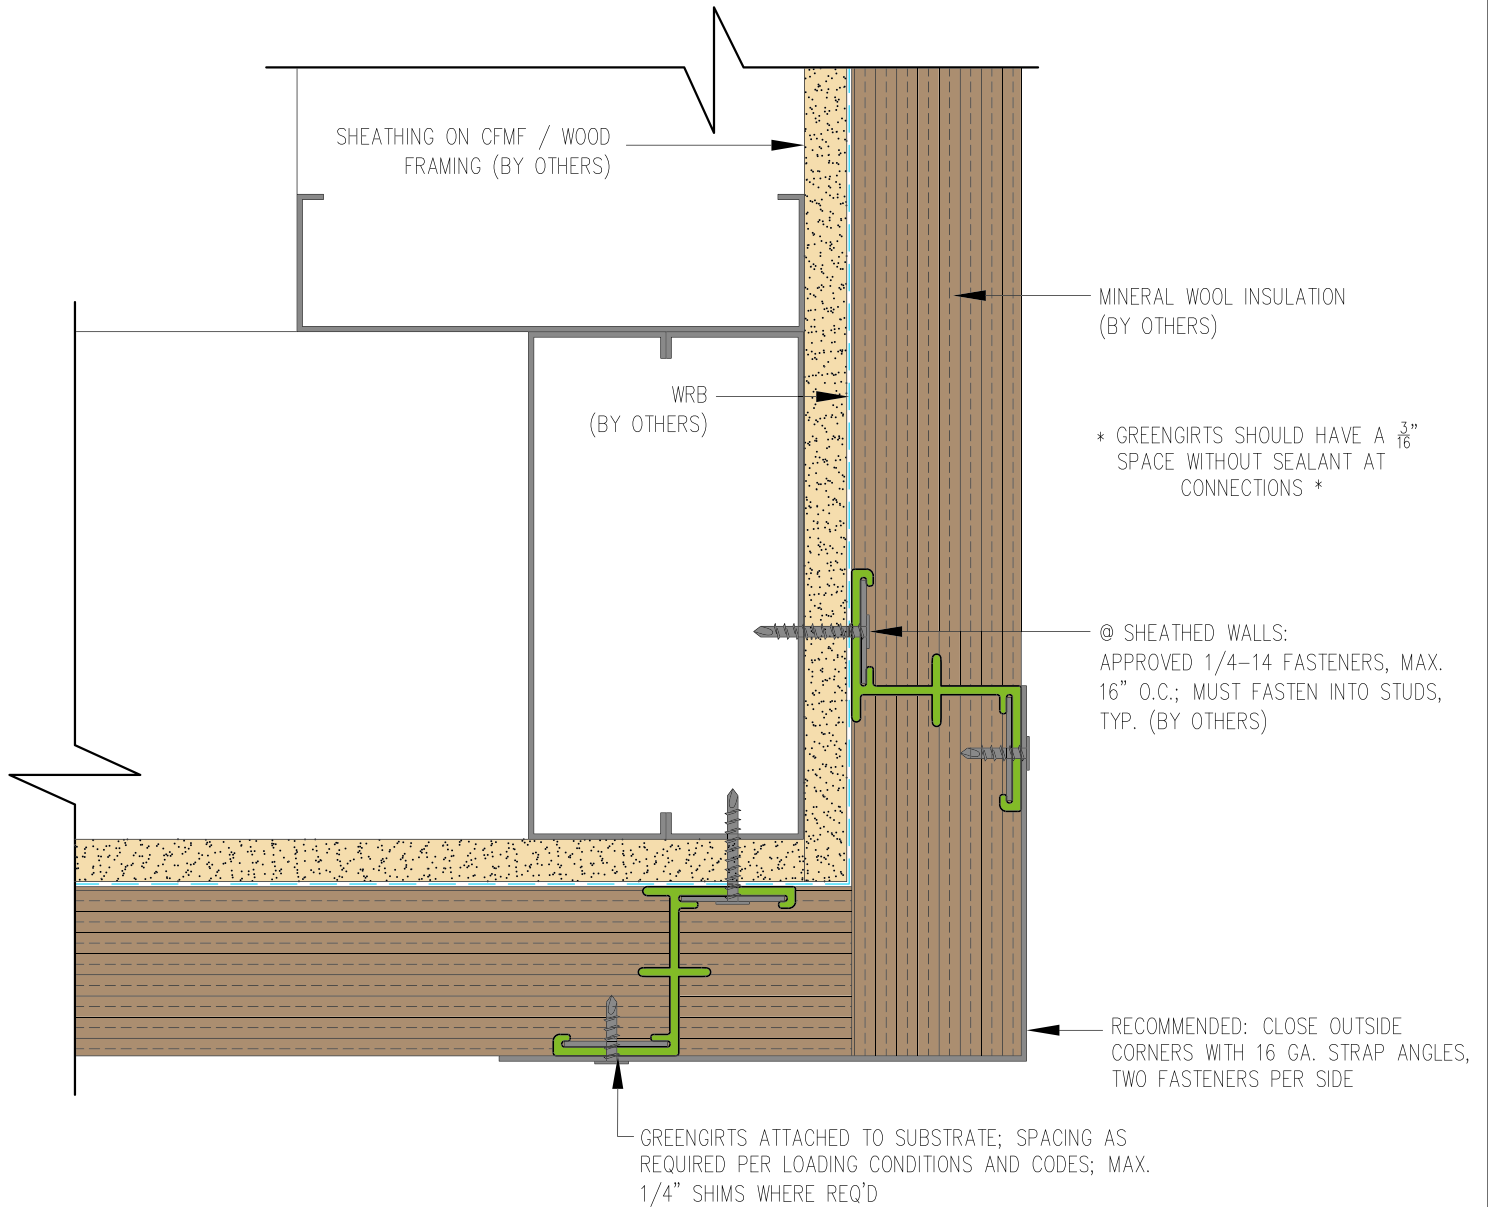 SHEATHING ON CFMF / WOOD
FRAMING (BY OTHERS)
MINERAL WOOL INSULATION
(BY OTHERS)
WRB
(BY OTHERS)
* GREENGIRTS SHOULD HAVE A 3/16"
SPACE WITHOUT SEALANT AT
CONNECTIONS *
@ SHEATHED WALLS:
APPROVED 1/4-14 FASTENERS, MAX.
16" O.C.; MUST FASTEN INTO STUDS,
TYP. (BY OTHERS)
RECOMMENDED: CLOSE OUTSIDE
CORNERS WITH 16 GA. STRAP ANGLES,
TWO FASTENERS PER SIDE
GREENGIRTS ATTACHED TO SUBSTRATE; SPACING AS
REQUIRED PER LOADING CONDITIONS AND CODES; MAX.
1/4" SHIMS WHERE REQ'D